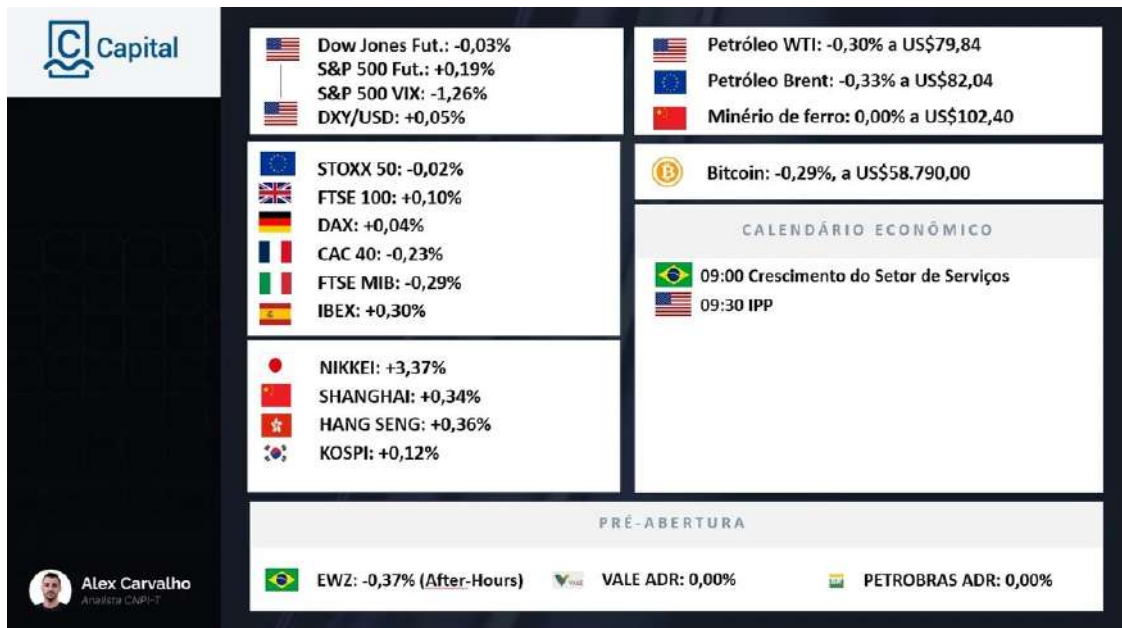 C Capital
Dow Jones Fut.: -0,03%
S&P 500 Fut.: +0,19%
S&P 500 VIX: -1,26%
DXY/USD: +0,05%
Petróleo WTI: -0,30% a US$79,84
Petróleo Brent: -0,33% a US$82,04
Minério de ferro: 0,00% a US$102,40
STOXX 50: -0,02%
FTSE 100: +0,10%
DAX: +0,04%
CAC 40: -0,23%
FTSE MIB: -0,29%
IBEX: +0,30%
Bitcoin: -0,29%, a US$58.790,00
CALENDÁRIO ECONÔMICO
09:00 Crescimento do Setor de Serviços
09:30 IPP
NIKKEI: +3,37%
SHANGHAI: +0,34%
HANG SENG: +0,36%
KOSPI: +0,12%
PRÉ-ABERTURA
EWZ: -0,37% (After-Hours)
VALE
VALE ADR: 0,00%
PETROBRAS ADR: 0,00%
Alex Carvalho
Analista CNPI-T